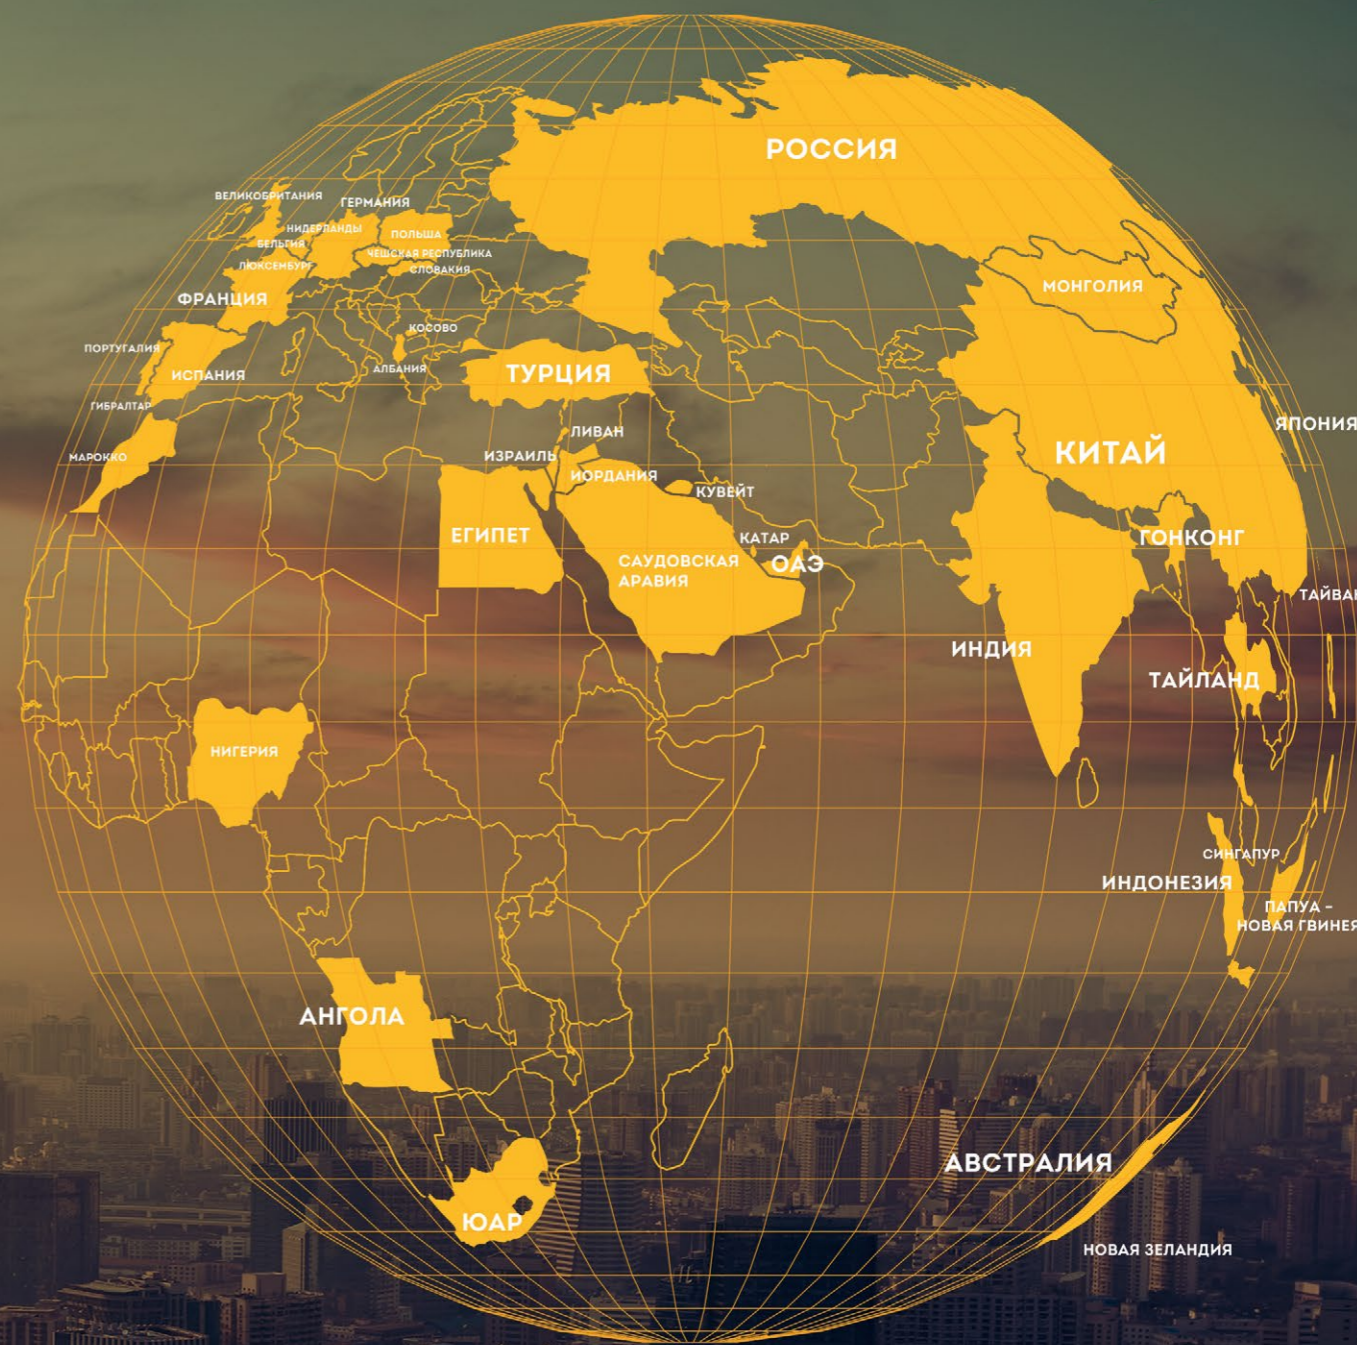 РОССИЯ
ВЕЛИКОБРИТАНИЯ
ГЕРМАНИЯ
НИДЕРЛАНДЫ
ПОЛЬША
БЕЛЬГИЯ
ЧЕШСКАЯ РЕСПУБЛИКА
ЛЮКСЕМБУРГ
СЛОВАКИЯ
МОНГОЛИЯ
ФРАНЦИЯ
КОСОВО
ПОРТУГАЛИЯ
ИСПАНИЯ
АЛБАНИЯ
ТУРЦИЯ
ГИБРАЛТАР
ЯПОНИЯ
ЛИВАН
МАРОККО
ИЗРАИЛЬ
КИТАЙ
ИОРДАНИЯ
КУВЕЙТ
ЕГИПЕТ
КАТАР
ГОНКОНГ
САУДОВСКАЯ
АРАВИЯ
ОАЭ
ТАЙВАН
ИНДИЯ
ТАЙЛАНД
НИГЕРИЯ
СИНГАПУР
ИНДОНЕЗИЯ
ПАПУА –
НОВАЯ ГВИНЕЯ
АНГОЛА
АВСТРАЛИЯ
ЮАР
НОВАЯ ЗЕЛАНДИЯ